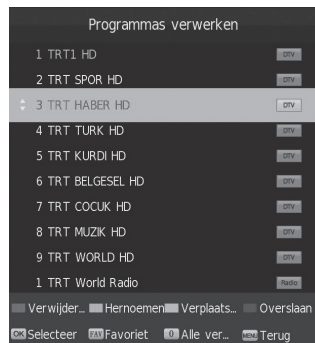 Programmas verwerken
1 TRT1 HD DTV
2 TRT SPOR HD DTV
3 TRT HABER HD DTV
4 TRT TURK HD DTV
5 TRT KURDI HD DTV
6 TRT BELGESEL HD DTV
7 TRT COCUK HD DTV
8 TRT MUZIK HD DTV
9 TRT WORLD HD DTV
1 TRT World Radio Radio
Verwijder... Hernoemen Verplaats... Overslaan
OK Selecteer FAV Favoriet 0 Alle ver... MENU Terug